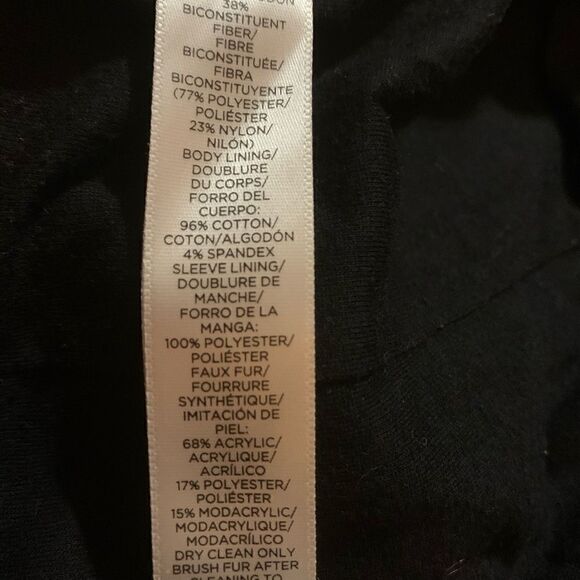 38%
BICONSTITUENT
FIBER/
FIBRE
BICONSTITUÉE/
FIBRA
BICONSTITUYENTE
(77% POLYESTER/
POLIÉSTER
23% NYLON/
NILÓN)
BODY LINING/
DOUBLURE
DU CORPS/
FORRO DEL
CUERPO:
96% COTTON/
COTON/ALGODÓN
4% SPANDEX
SLEEVE LINING/
DOUBLURE DE
MANCHE/
FORRO DE LA
MANGA:
100% POLYESTER/
POLIÉSTER
FAUX FUR/
FOURRURE
SYNTHÉTIQUE/
IMITACIÓN DE
PIEL:
68% ACRYLIC/
ACRYLIQUE/
ACRÍLICO
17% POLYESTER/
POLIÉSTER
15% MODACRYLIC/
MODACRYLIQUE/
MODACRÍLICO
DRY CLEAN ONLY
BRUSH FUR AFTER
CLEANING TO